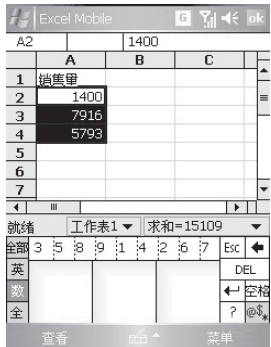 Excel Mobile ok
A2 1400
A B C
1 銷售量
2 1400
3 7916
4 5793
5
6
7
就绪 工作表1 求和=15109
全部 3 5 8 9 1 4 2 6 7 Esc
英 DEL
数 空格
全 ? @$*
查看 菜单